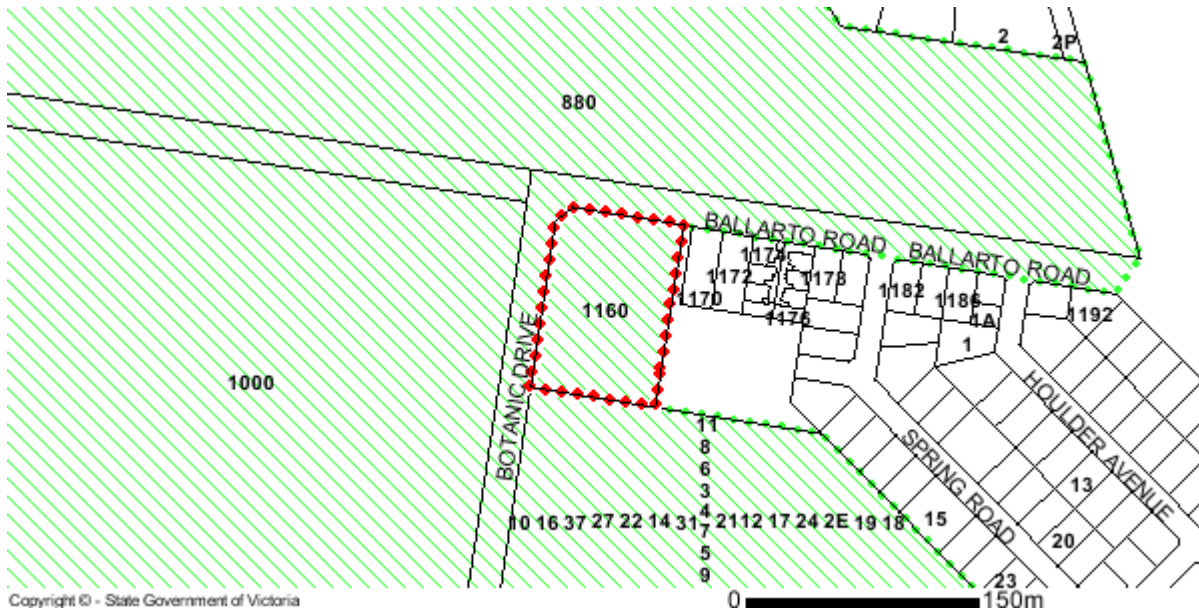 2 2P
880
BALLARTO ROAD BALLARTO ROAD
1174
1172 1178 1182 1186 1192
1170
1160
1176
1A
1
1000
BOTANIC DRIVE
HOULDER AVENUE
SPRING ROAD
11
8
6
3
4
10 16 37 27 22 14 31 21 12 17 24 2E 19 18 15
7
5
9
13
20
23
Copyright © - State Government of Victoria
0 150m